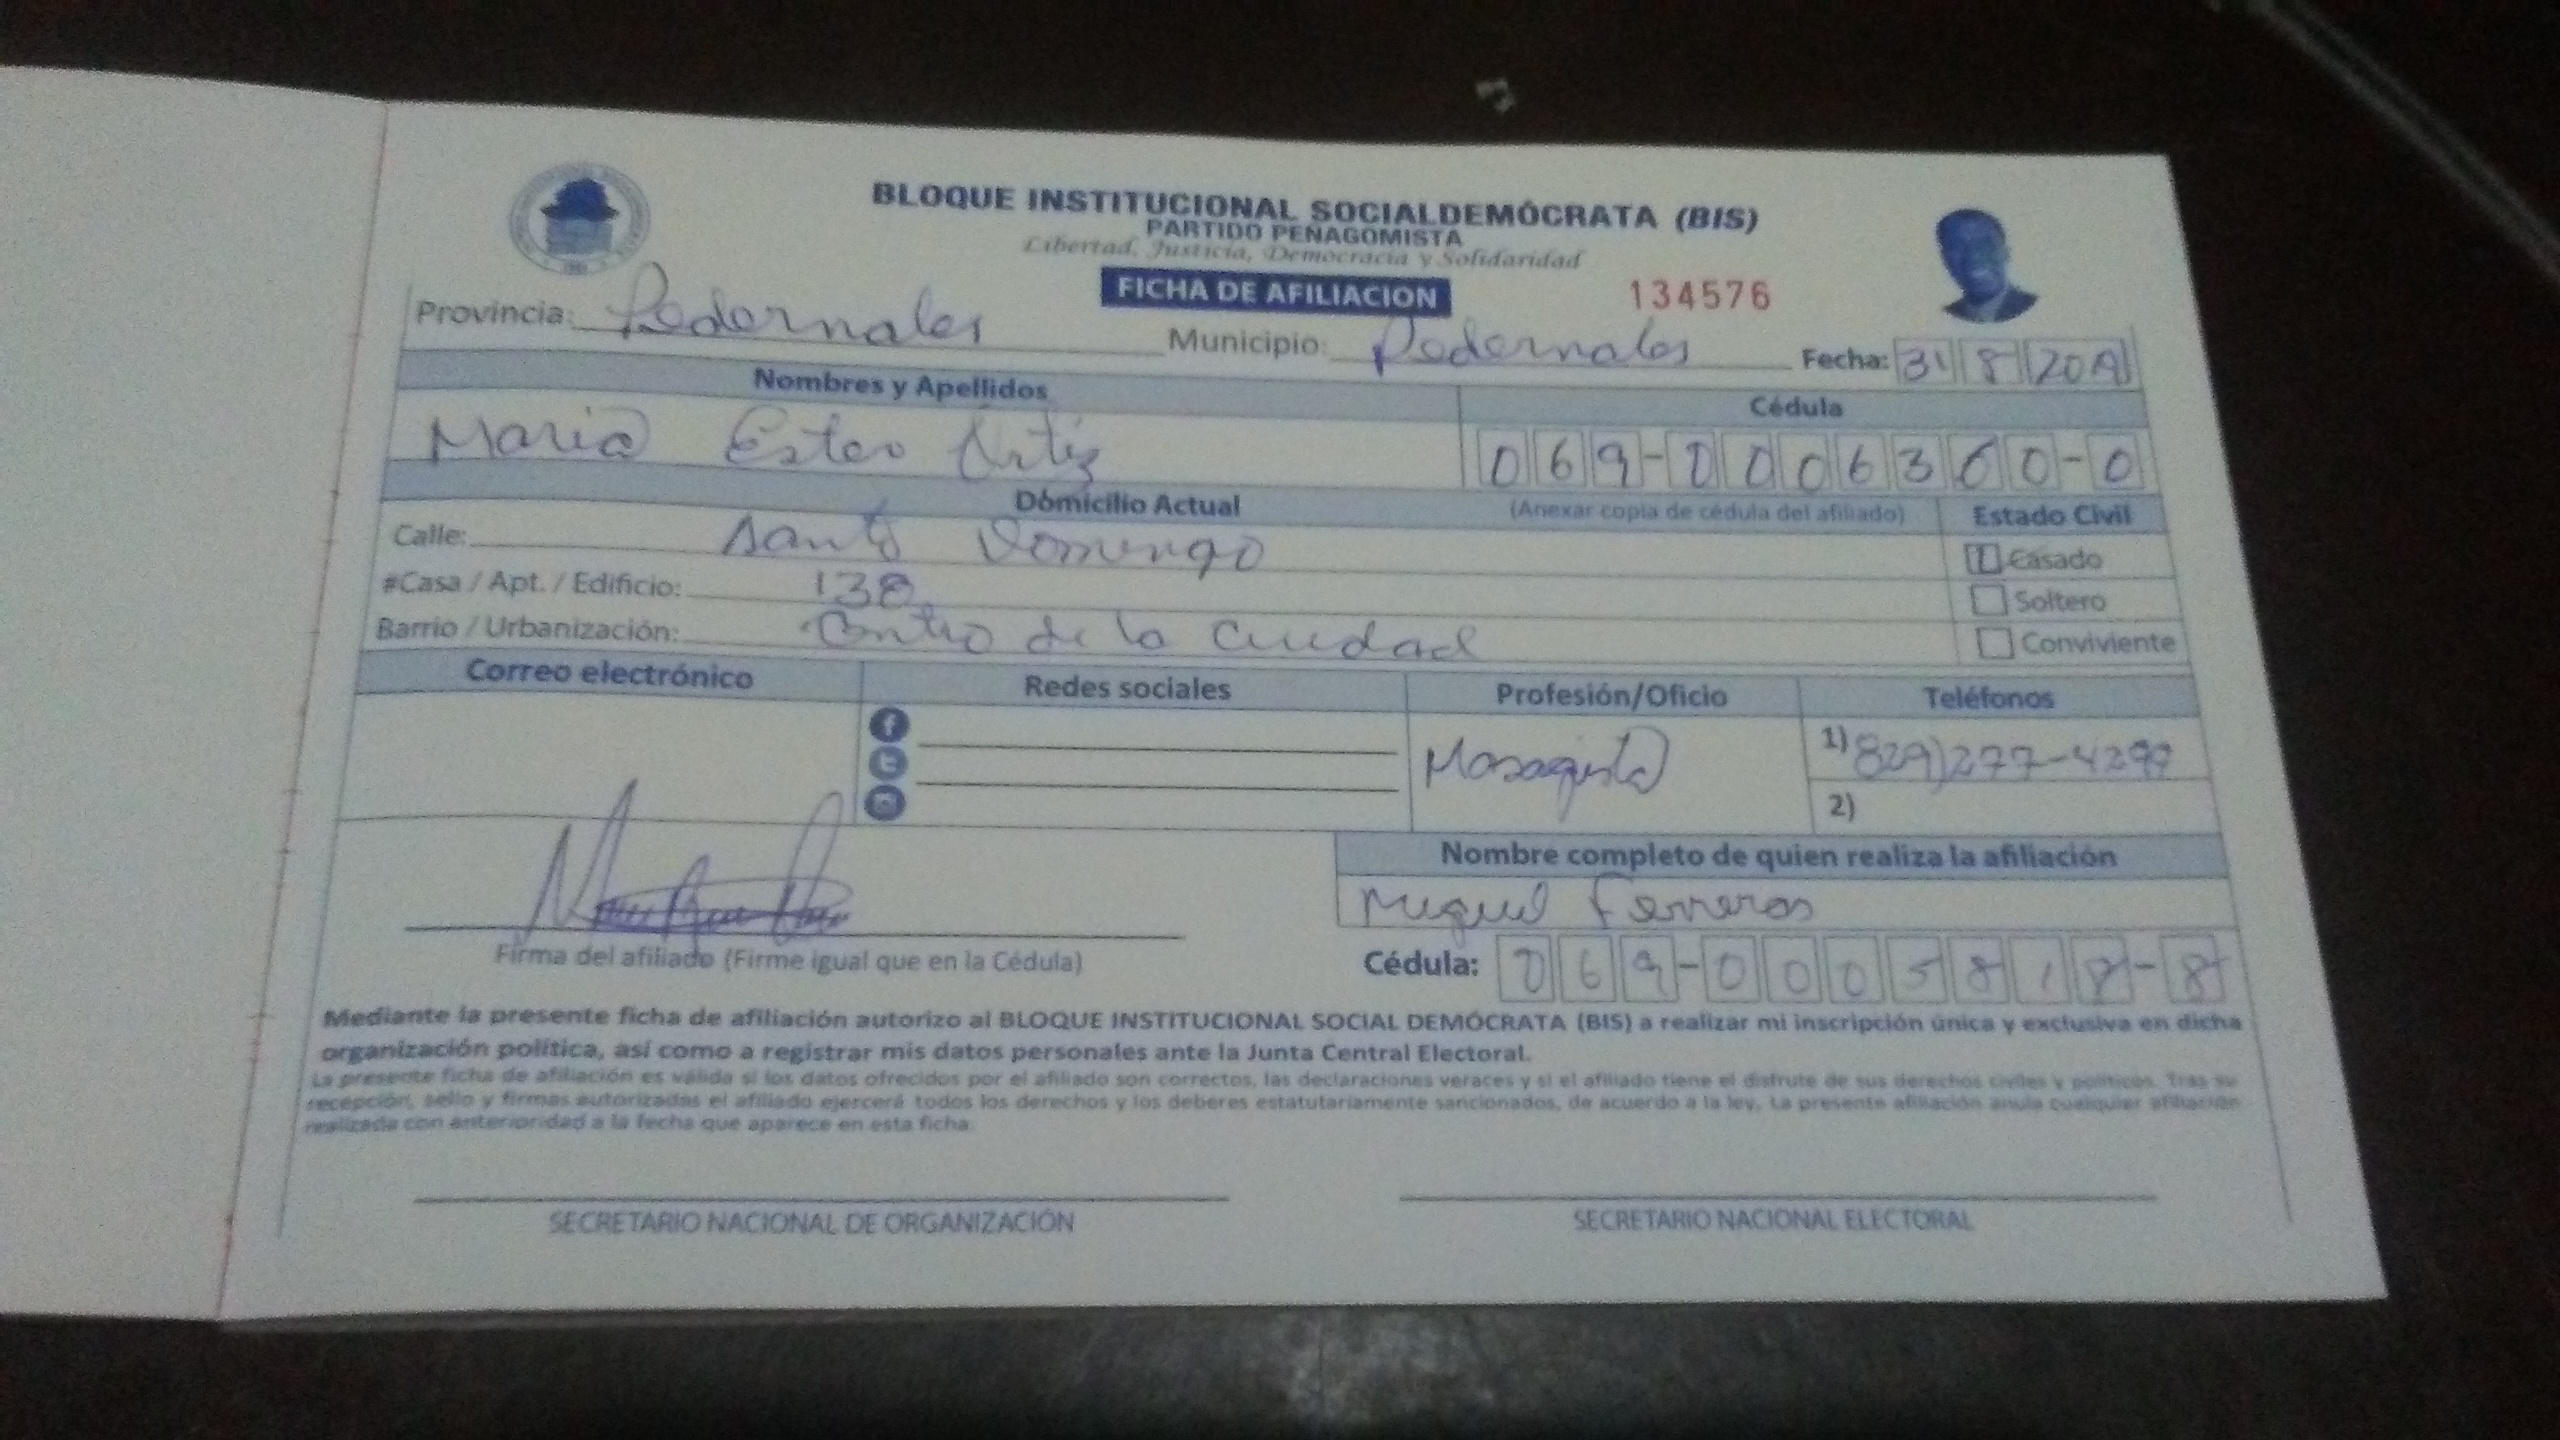 BLOQUE INSTITUCIONAL SOCIALDEMÓCRATA (BIS)
PARTIDO PEÑAGOMISTA
Libertad, Justicia, Democracia y Solidaridad
FICHA DE AFILIACION 134576
Provincia: Pedernales Municipio: Pedernales Fecha: 31 8
Nombres y Apellidos Cédula
Maria Ester Ortiz 069-0006360-0
Domicilio Actual (Anexar copia de cédula del afiliado) Estado Civil
Calle: Santo Domingo Casado
#Casa / Apt. / Edificio: 138 Soltero
Barrio / Urbanización: Centro de la Ciudad Conviviente
Correo electrónico Redes sociales Profesión/Oficio Teléfonos
1) 829)277-4299
2)
Nombre completo de quien realiza la afiliación
Miguel Ferreras
Firma del afiliado (Firme igual que en la Cédula) Cédula: 069-0005818-8
Mediante la presente ficha de afiliación autorizo al BLOQUE INSTITUCIONAL SOCIAL DEMÓCRATA (BIS) a realizar mi inscripción única y exclusiva en dicha
organización política, así como a registrar mis datos personales ante la Junta Central Electoral.
La presente ficha de afiliación es válida si los datos ofrecidos por el afiliado son correctos, las declaraciones veraces y si el afiliado tiene el disfrute de sus derechos civiles y políticos. Tras su
recepción, sello y firmas autorizadas el afiliado ejercerá todos los derechos y los deberes estatutariamente sancionados, de acuerdo a la ley. La presente afiliación anula cualquier afiliación
realizada con anterioridad a la fecha que aparece en esta ficha.
SECRETARIO NACIONAL DE ORGANIZACIÓN SECRETARIO NACIONAL ELECTORAL